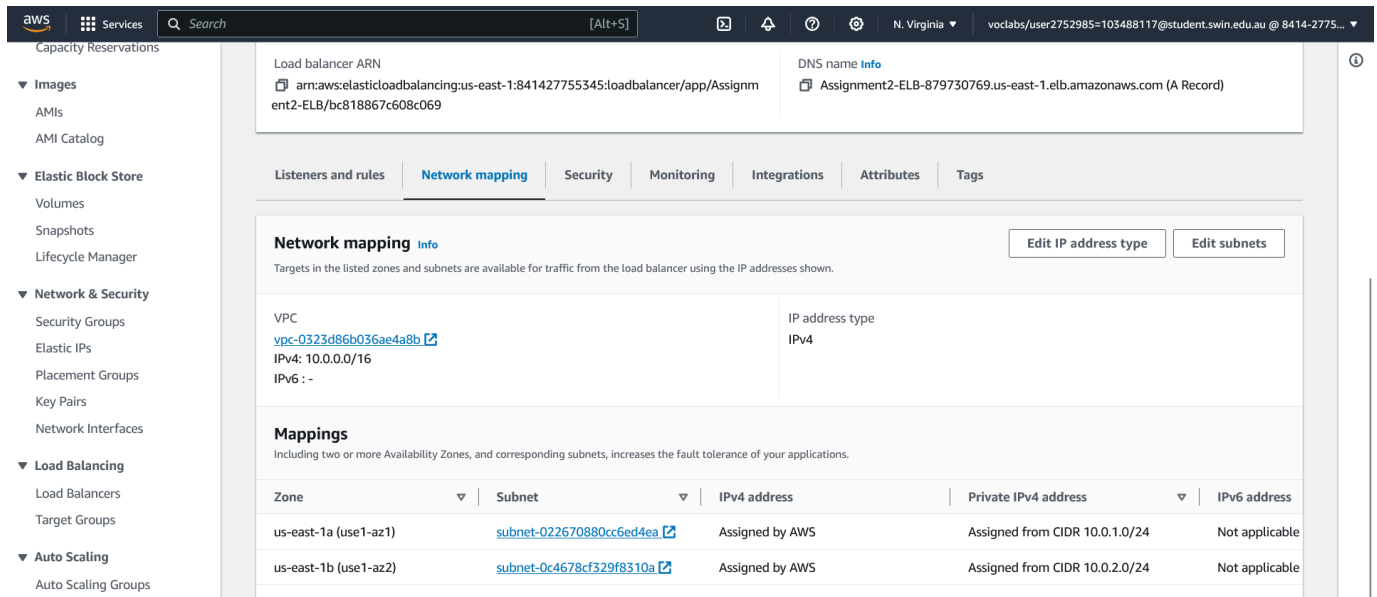 aws
Services
Search
[Alt+S]
N. Virginia
voclabs/user2752985=103488117@student.swin.edu.au @ 8414-2775...
Capacity Reservations
Images
AMIs
AMI Catalog
Elastic Block Store
Volumes
Snapshots
Lifecycle Manager
Network & Security
Security Groups
Elastic IPs
Placement Groups
Key Pairs
Network Interfaces
Load Balancing
Load Balancers
Target Groups
Auto Scaling
Auto Scaling Groups
Load balancer ARN
arn:aws:elasticloadbalancing:us-east-1:841427755345:loadbalancer/app/Assignm
ent2-ELB/bc818867c608c069
DNS name Info
Assignment2-ELB-879730769.us-east-1.elb.amazonaws.com (A Record)
Listeners and rules
Network mapping
Security
Monitoring
Integrations
Attributes
Tags
Network mapping Info
Edit IP address type
Edit subnets
Targets in the listed zones and subnets are available for traffic from the load balancer using the IP addresses shown.
VPC
vpc-0323d86b036ae4a8b
IPv4: 10.0.0.0/16
IPv6 : -
IP address type
IPv4
Mappings
Including two or more Availability Zones, and corresponding subnets, increases the fault tolerance of your applications.
Zone Subnet IPv4 address Private IPv4 address IPv6 address
us-east-1a (use1-az1) subnet-022670880cc6ed4ea Assigned by AWS Assigned from CIDR 10.0.1.0/24 Not applicable
us-east-1b (use1-az2) subnet-0c4678cf329f8310a Assigned by AWS Assigned from CIDR 10.0.2.0/24 Not applicable